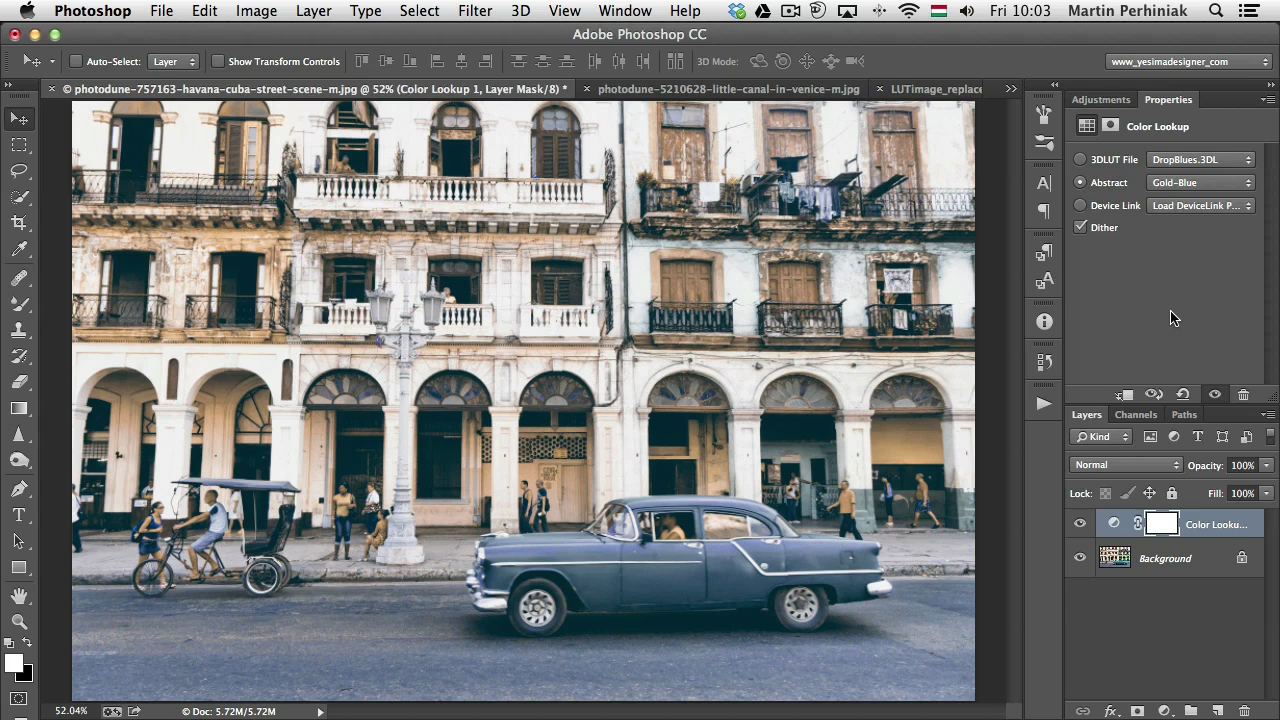 Photoshop File Edit Image Layer Type Select Filter 3D View Window Help Fri 10:03 Martin Perhiniak
Adobe Photoshop CC
Auto-Select: Layer Show Transform Controls 3D Mode: www_yesimadesigner_com
© photodune-757163-havana-cuba-street-scene-m.jpg @ 52% (Color Lookup 1, Layer Mask/8) * photodune-5210628-little-canal-in-venice-m.jpg LUTimage_replace
Adjustments Properties
Color Lookup
3DLUT File DropBlues.3DL
Abstract Gold-Blue
Device Link Load DeviceLink P...
Dither
Layers Channels Paths
Kind
Normal Opacity: 100%
Lock: Fill: 100%
Color Looku...
Background
52.04% © Doc: 5.72M/5.72M